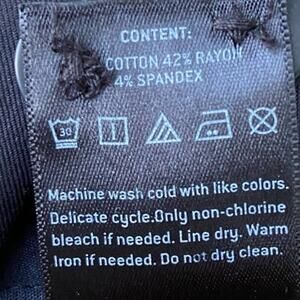 CONTENT:
COTTON 42% RAYON
4% SPANDEX
30
Machine wash cold with like colors.
Delicate cycle.Only non-chlorine
bleach if needed. Line dry. Warm
Iron if needed. Do not dry clean.